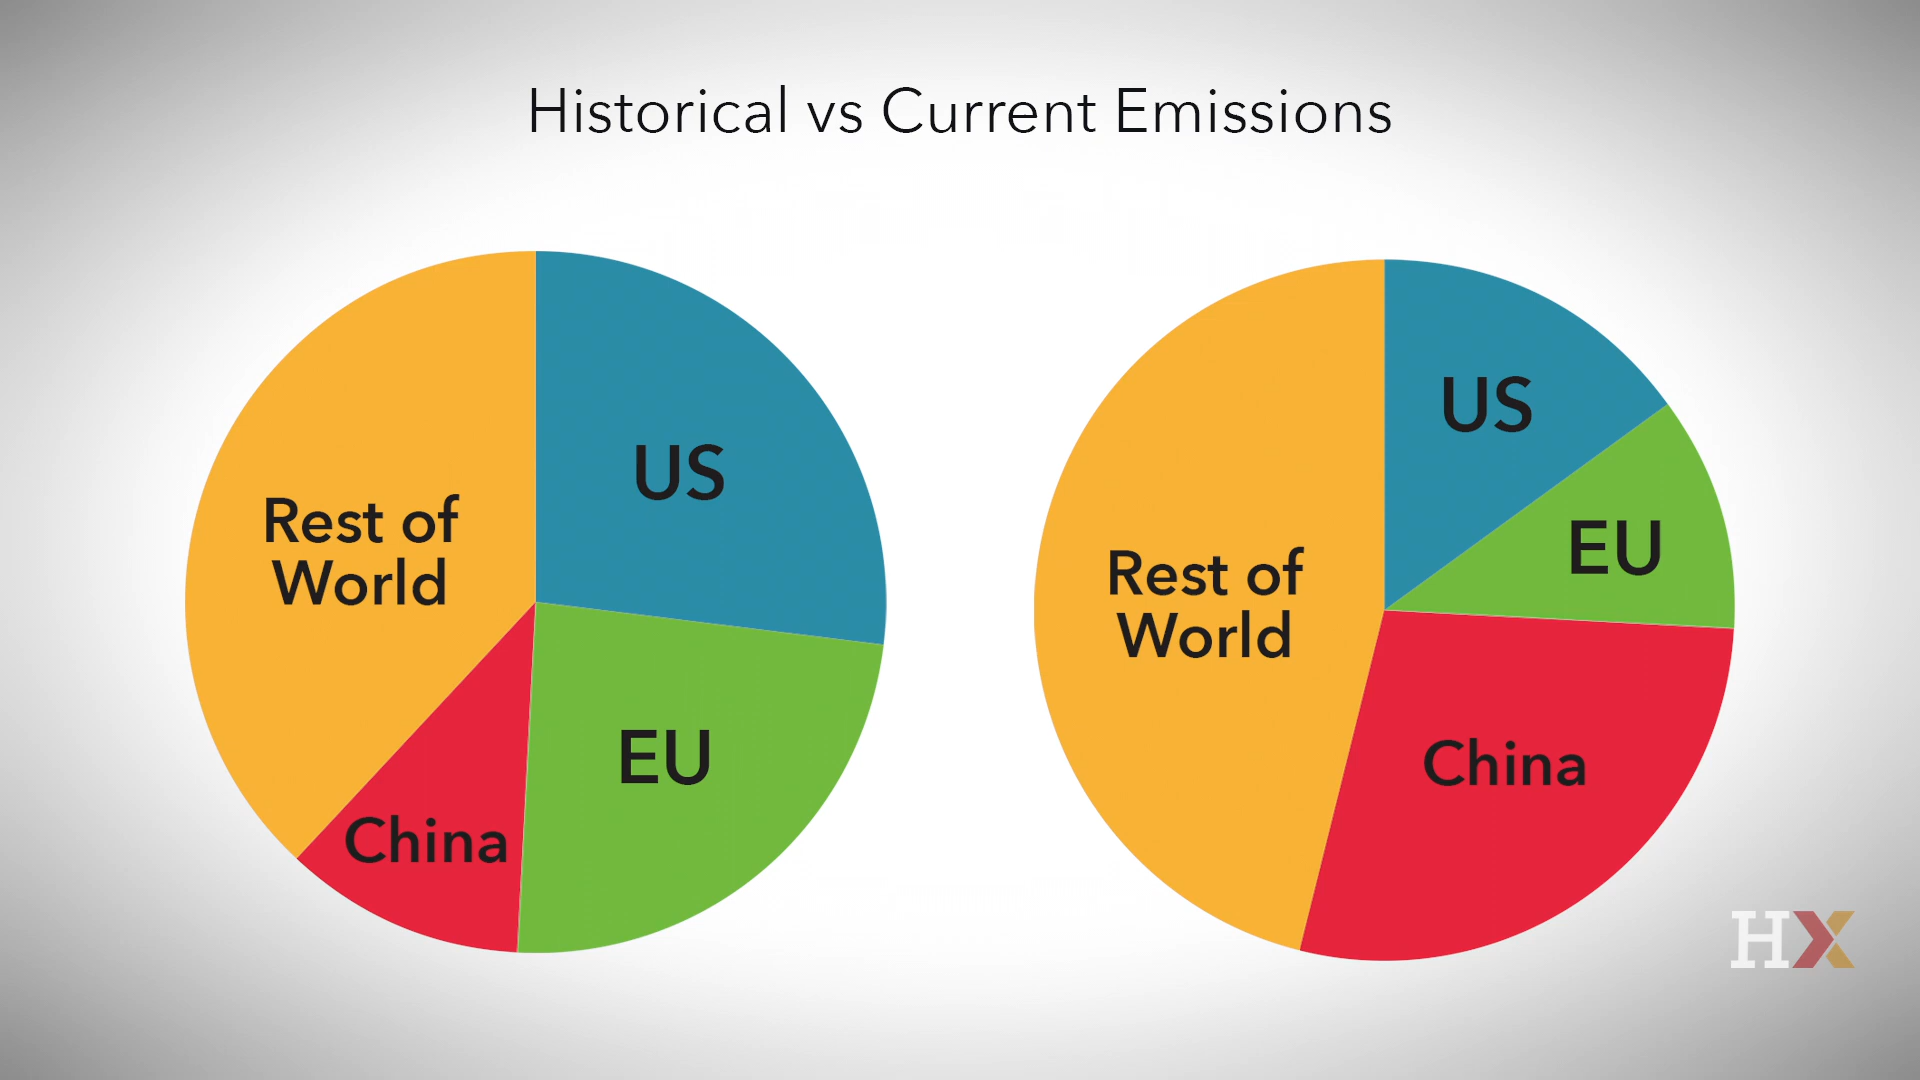 Historical vs Current Emissions
US
Rest of
World
EU
China
US
EU
Rest of
World
China
HX